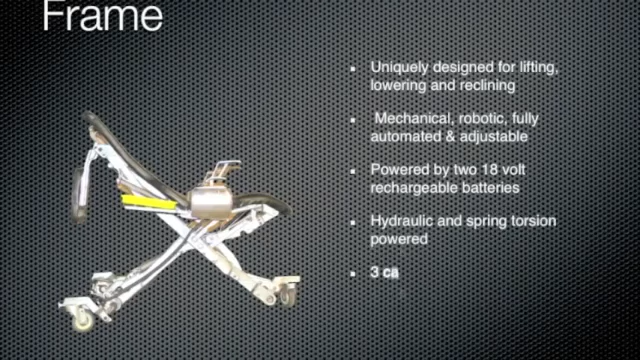 Frame
Uniquely designed for lifting,
lowering and reclining
Mechanical, robotic, fully
automated & adjustable
Powered by two 18 volt
rechargeable batteries
Hydraulic and spring torsion
powered
3 ca